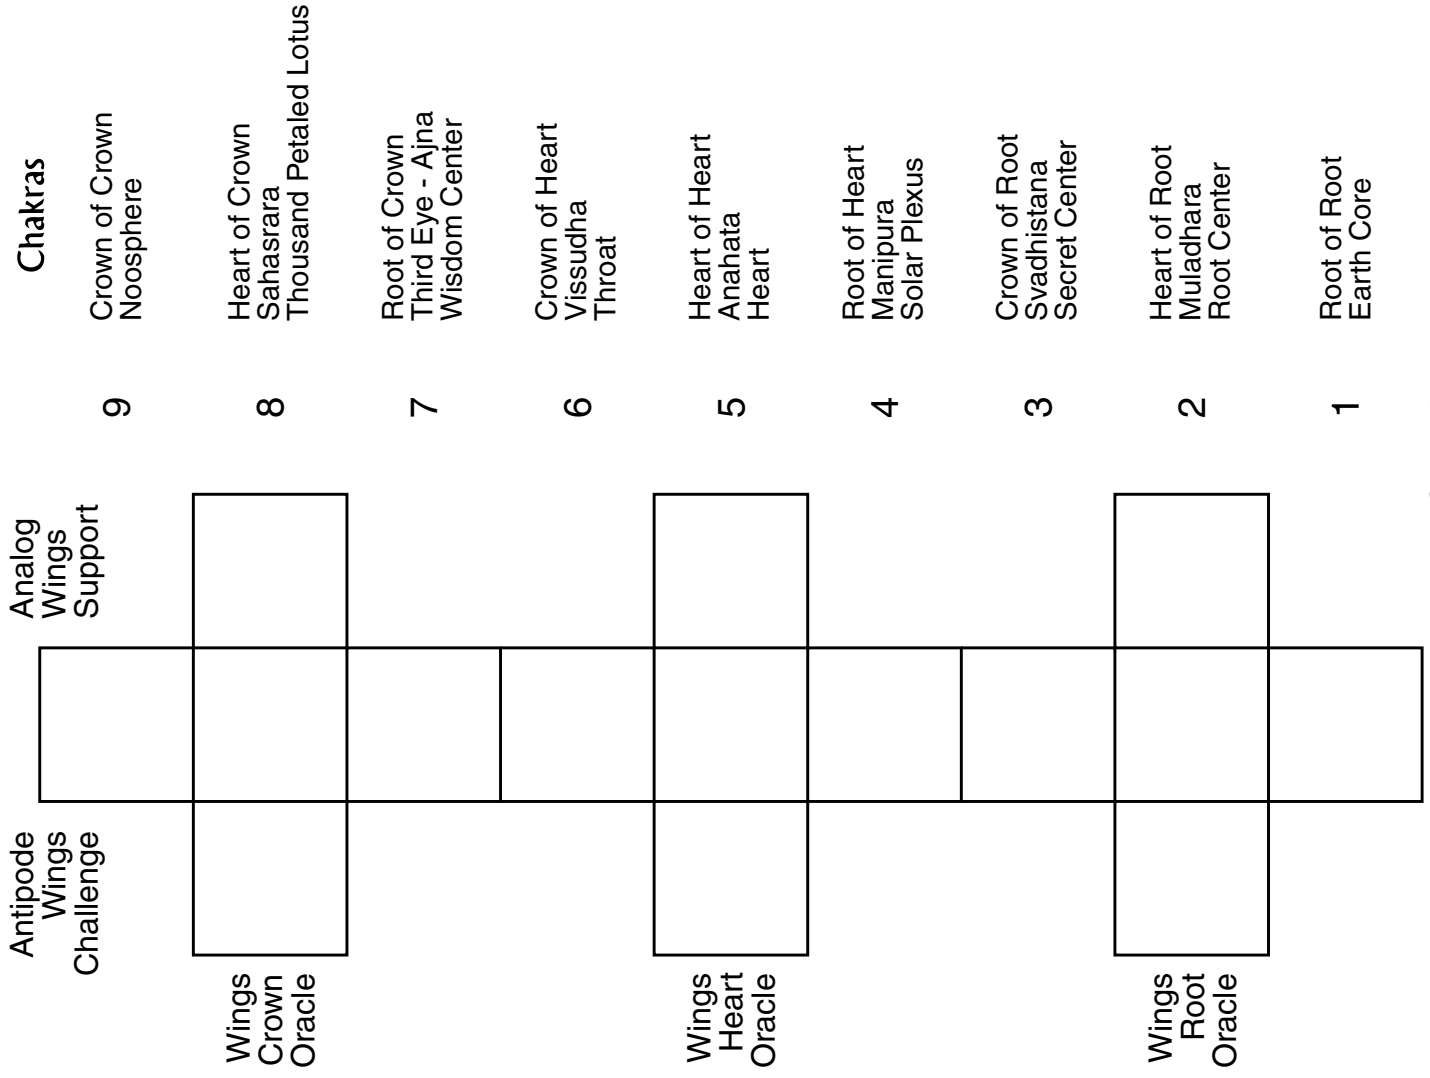 Chakras
Antipode
Wings
Challenge
Analog
Wings
Support
9
Crown of Crown
Noosphere
Wings
Crown
Oracle
8
Heart of Crown
Sahasrara
Thousand Petaled Lotus
7
Root of Crown
Third Eye - Ajna
Wisdom Center
6
Crown of Heart
Vissudha
Throat
Wings
Heart
Oracle
5
Heart of Heart
Anahata
Heart
4
Root of Heart
Manipura
Solar Plexus
3
Crown of Root
Svadhistana
Secret Center
Wings
Root
Oracle
2
Heart of Root
Muladhara
Root Center
1
Root of Root
Earth Core